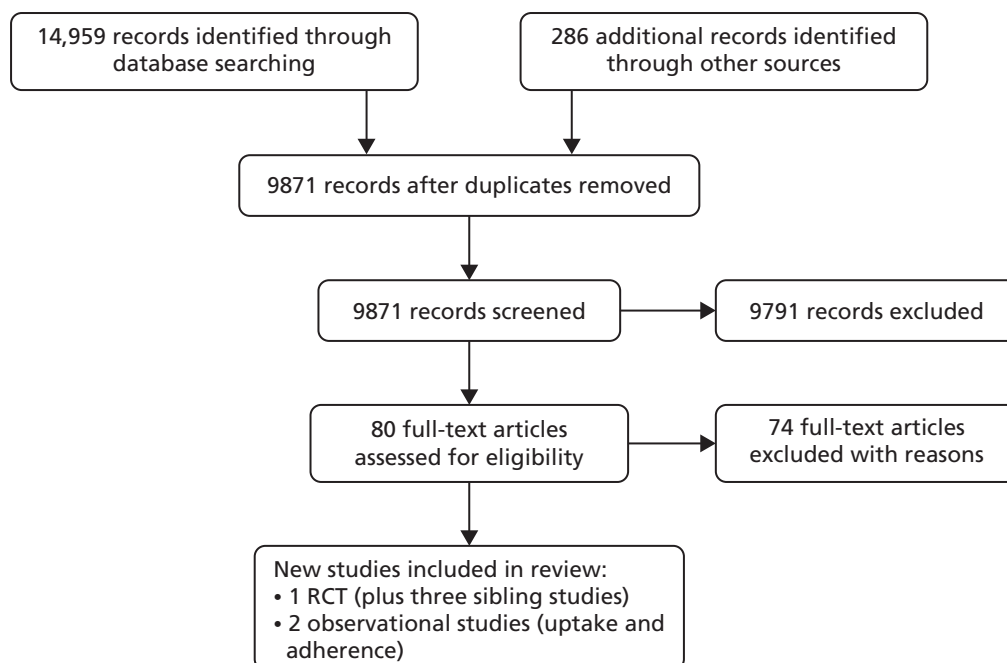 14,959 records identified through
database searching
286 additional records identified
through other sources
9871 records after duplicates removed
9871 records screened
9791 records excluded
80 full-text articles
assessed for eligibility
74 full-text articles
excluded with reasons
New studies included in review:
• 1 RCT (plus three sibling studies)
• 2 observational studies (uptake and
adherence)